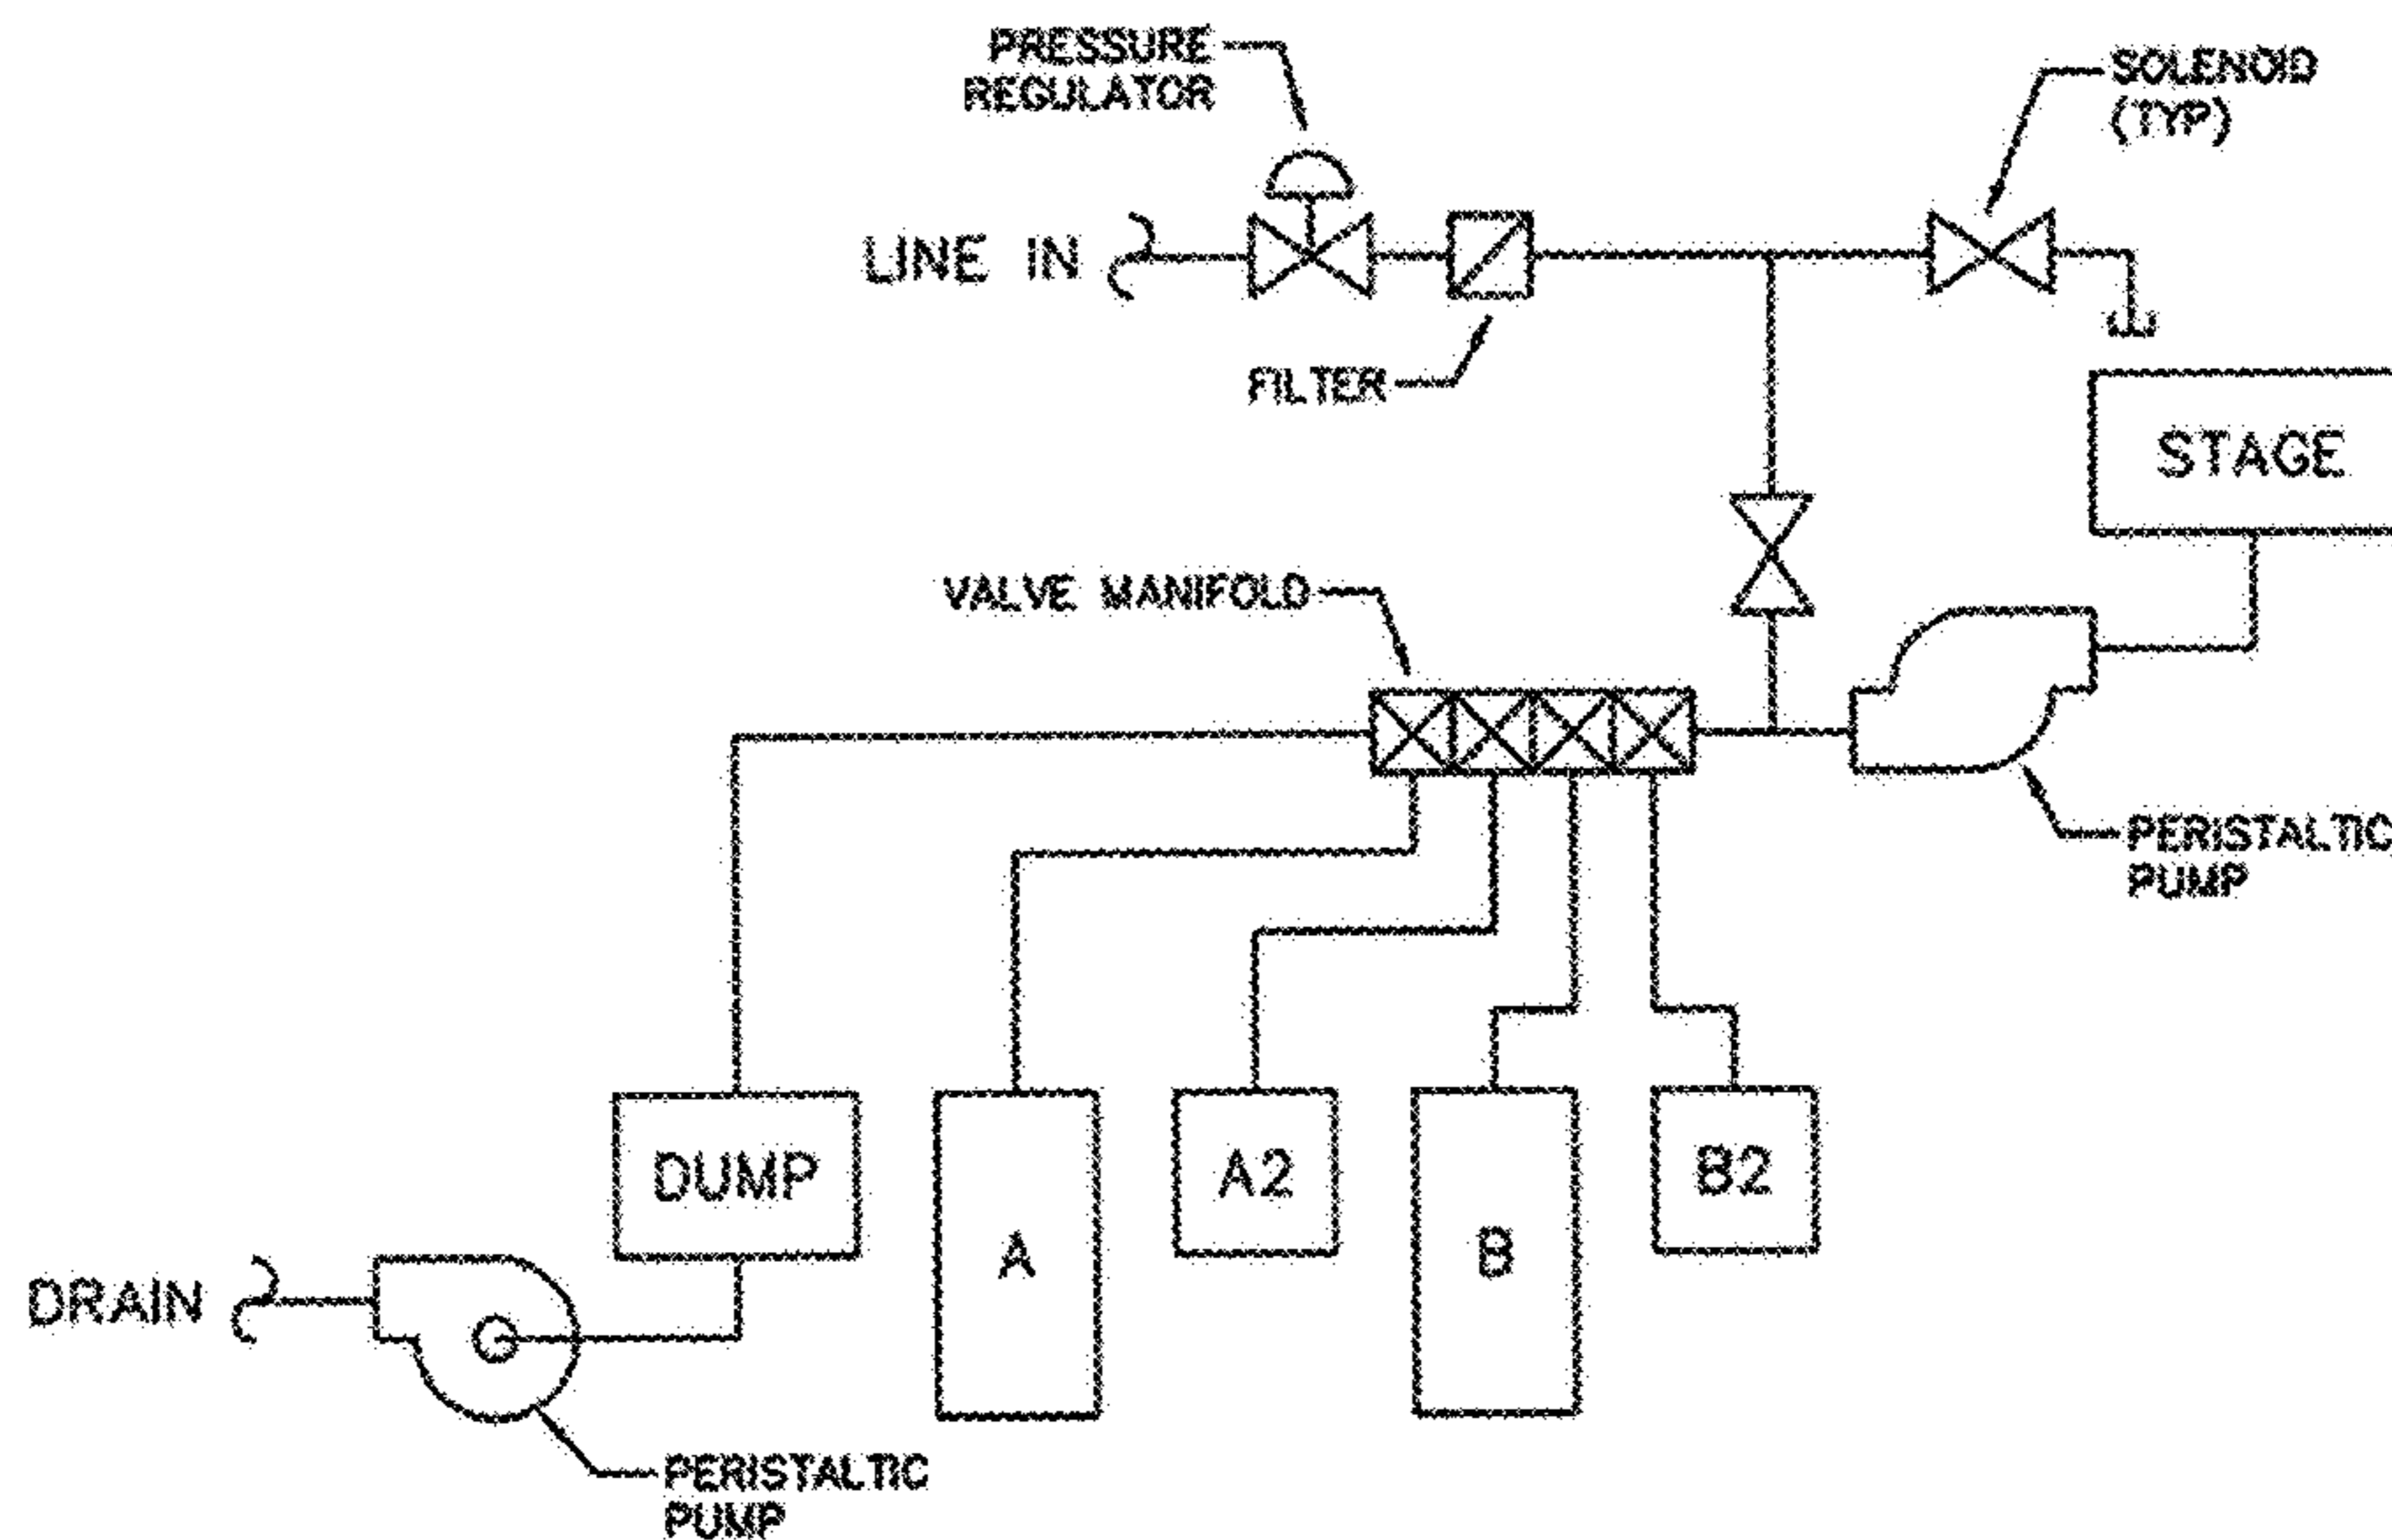 PRESSURE
REGULATOR
SOLENOID
(TYP)
LINE IN
FILTER
STAGE
VALVE MANIFOLD
PERISTALTIC
PUMP
DUMP
A
A2
B
B2
DRAIN
PERISTALTIC
PUMP